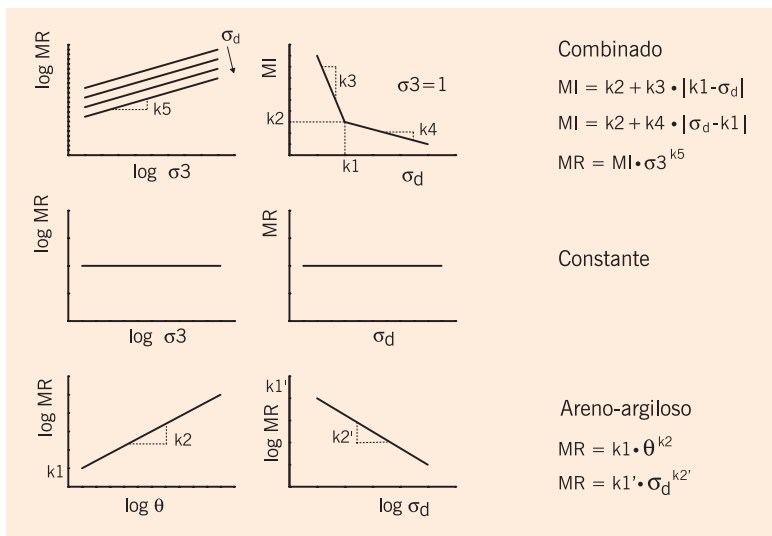 log MR
σd
k5
log σ3
MI
k3
σ3=1
k2
k4
k1
σd
Combinado
MI = k2 + k3 • |k1-σd|
MI = k2 + k4 • |σd-k1|
MR = MI • σ3^k5
log MR
log σ3
MR
σd
Constante
log MR
k2
k1
log θ
k1'
log MR
k2'
log σd
Areno-argiloso
MR = k1 • θ^k2
MR = k1' • σd^k2'